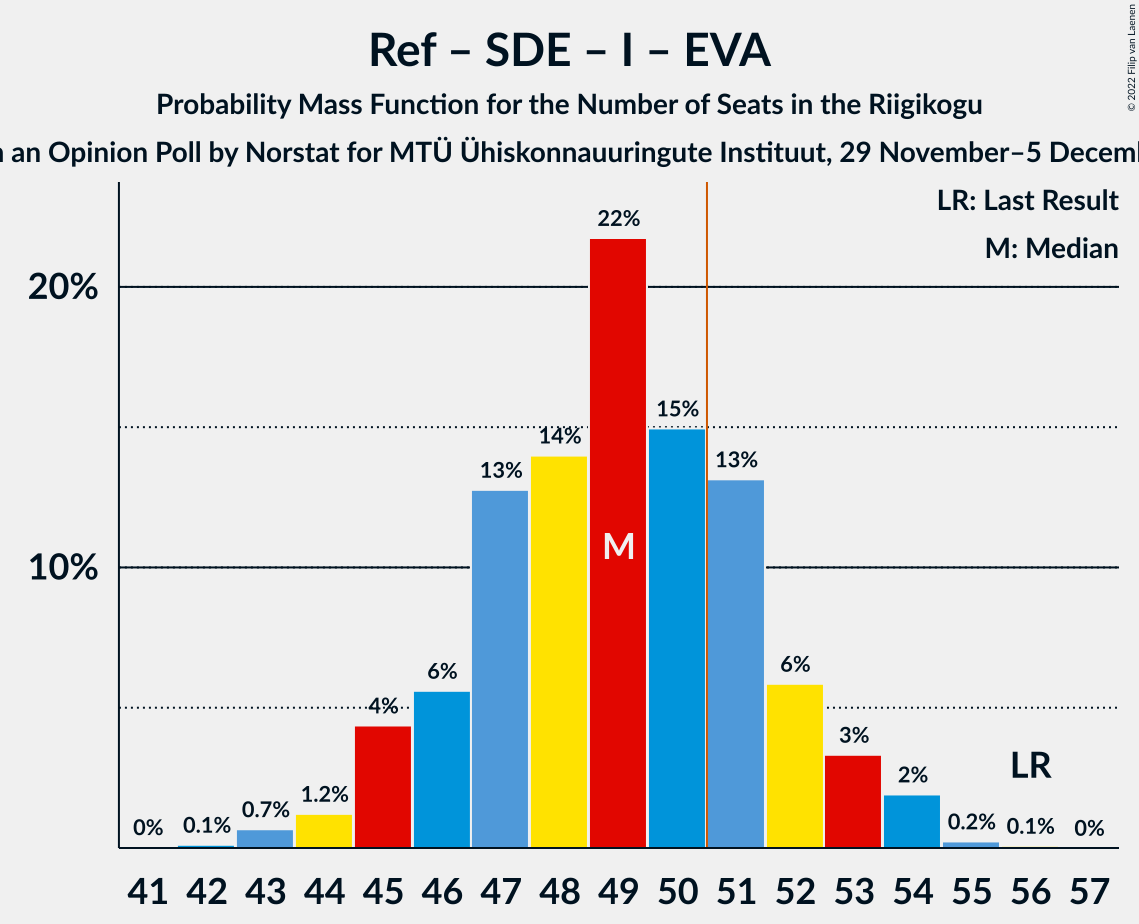 Ref – SDE – I – EVA
Probability Mass Function for the Number of Seats in the Riigikogu
an Opinion Poll by Norstat for MTÜ Ühiskonnauuringute Instituut, 29 November–5
© 2022 Filip van Laenen
LR: Last Result
M: Median
22%
20%
15%
14%
13%
13%
M
10%
6%
6%
4%
3%
LR
2%
1.2%
0.7%
0.2%
0% 0.1% 0.1% 0%
41 42 43 44 45 46 47 48 49 50 51 52 53 54 55 56 57